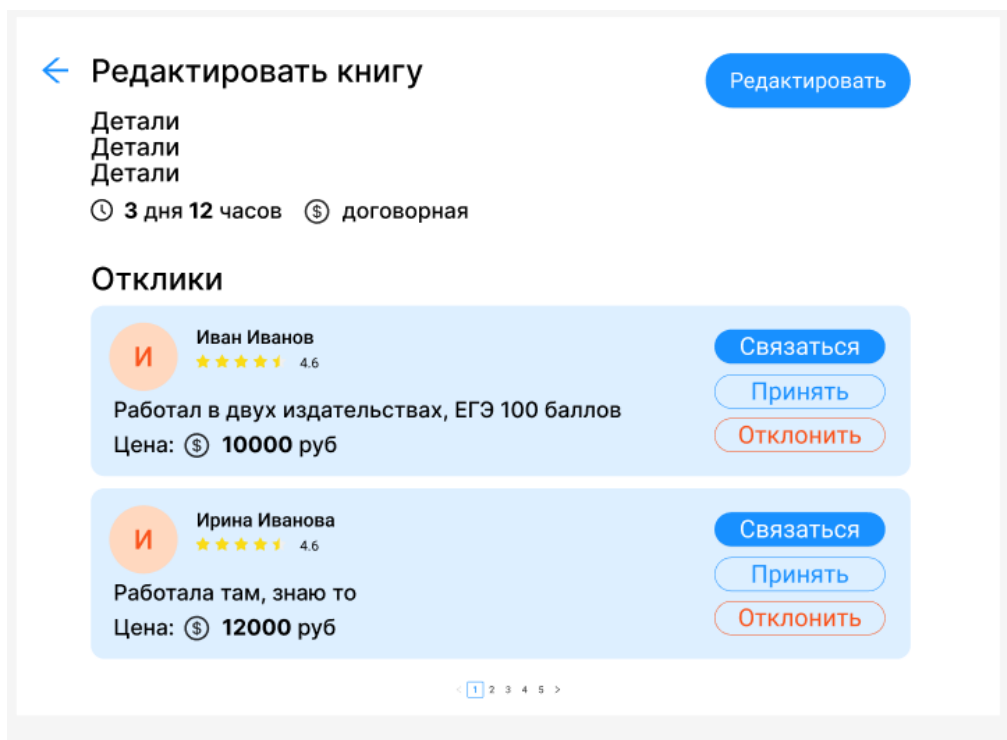 Редактировать книгу
Редактировать
Детали
Детали
Детали
3 дня 12 часов $ договорная
Отклики
И
Иван Иванов
4.6
Работал в двух издательствах, ЕГЭ 100 баллов
Цена: $ 10000 руб
Связаться
Принять
Отклонить
И
Ирина Иванова
4.6
Работала там, знаю то
Цена: $ 12000 руб
Связаться
Принять
Отклонить
< 1 2 3 4 5 >